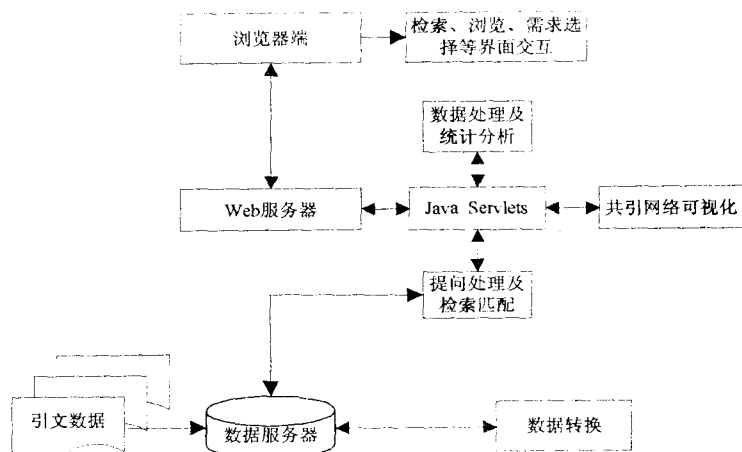 浏览器端
检索、浏览、需求选
择等界面交互
数据处理及
统计分析
Web服务器
Java Servlets
共引网络可视化
提问处理及
检索匹配
引文数据
数据服务器
数据转换